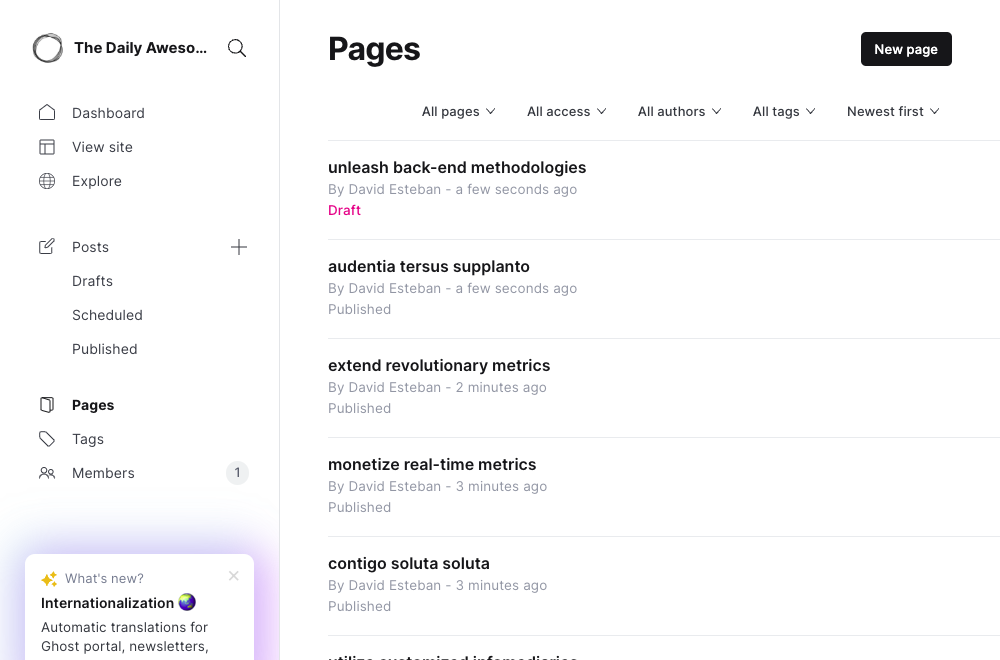 The Daily Aweso...
Dashboard
View site
Explore
Posts
Drafts
Scheduled
Published
Pages
Tags
Members 1
What's new?
Internationalization
Automatic translations for
Ghost portal, newsletters,
Pages
New page
All pages All access All authors All tags Newest first
unleash back-end methodologies
By David Esteban - a few seconds ago
Draft
audentia tersus supplanto
By David Esteban - a few seconds ago
Published
extend revolutionary metrics
By David Esteban - 2 minutes ago
Published
monetize real-time metrics
By David Esteban - 3 minutes ago
Published
contigo soluta soluta
By David Esteban - 3 minutes ago
Published
utilize customized infomediaries